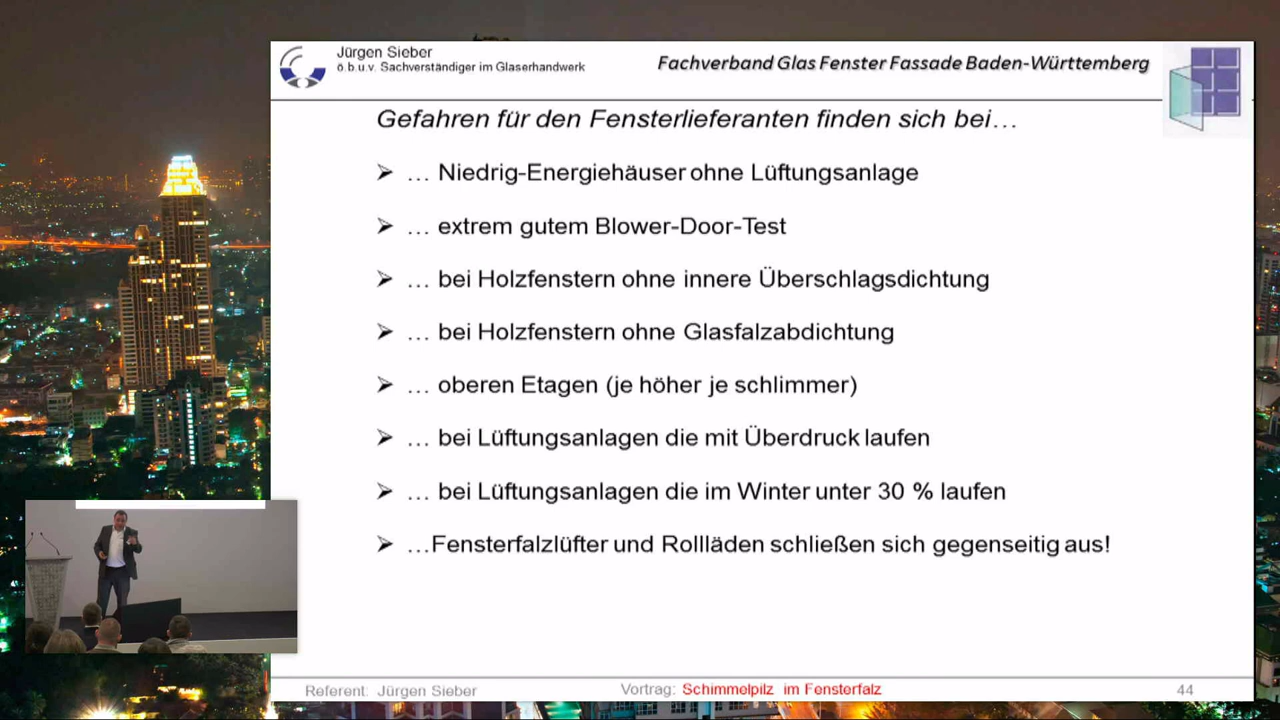 Jürgen Sieber
ö.b.u.v. Sachverständiger im Glaserhandwerk
Fachverband Glas Fenster Fassade Baden-Württemberg
Gefahren für den Fensterlieferanten finden sich bei…
➢ … Niedrig-Energiehäuser ohne Lüftungsanlage
➢ … extrem gutem Blower-Door-Test
➢ … bei Holzfenstern ohne innere Überschlagsdichtung
➢ … bei Holzfenstern ohne Glasfalzabdichtung
➢ … oberen Etagen (je höher je schlimmer)
➢ … bei Lüftungsanlagen die mit Überdruck laufen
➢ … bei Lüftungsanlagen die im Winter unter 30 % laufen
➢ …Fensterfalzlüfter und Rollläden schließen sich gegenseitig aus!
Referent: Jürgen Sieber
Vortrag: Schimmelpilz im Fensterfalz
44